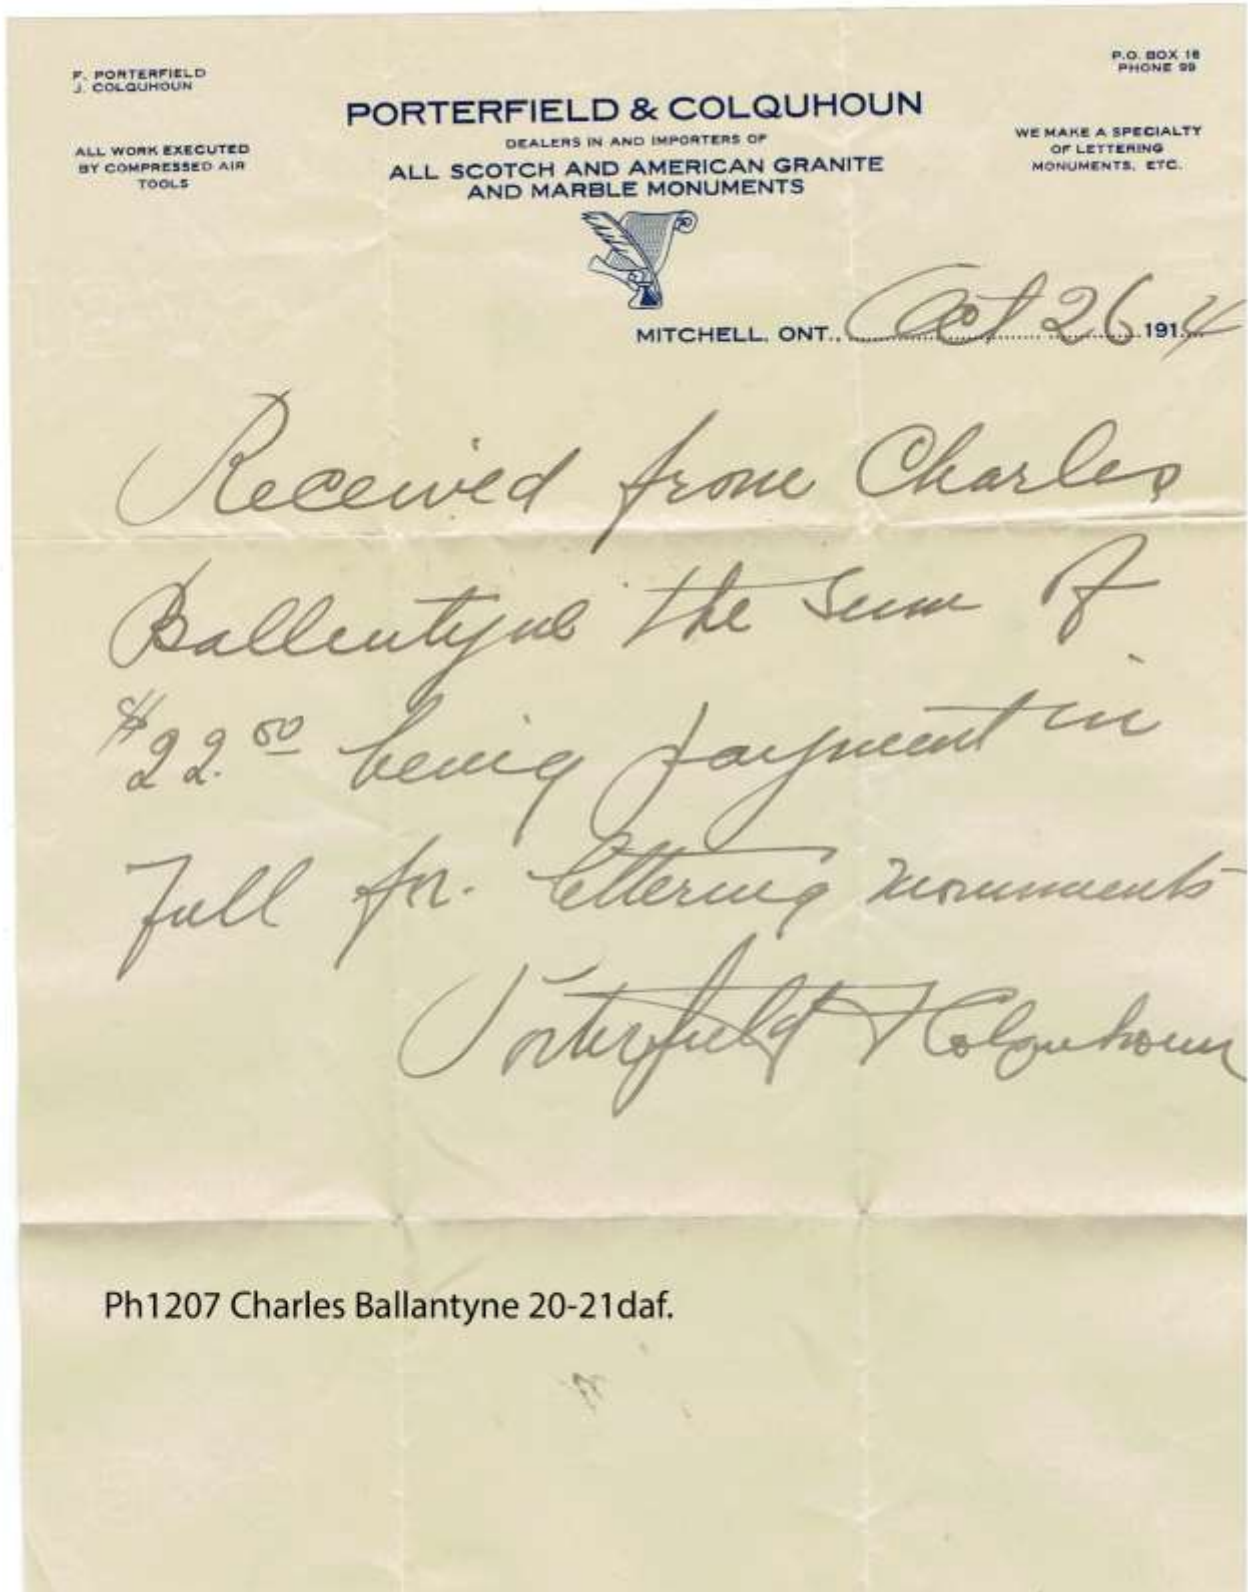 F. PORTERFIELD
J. COLQUHOUN
P.O. BOX 18
PHONE 99
PORTERFIELD & COLQUHOUN
DEALERS IN AND IMPORTERS OF
ALL SCOTCH AND AMERICAN GRANITE
AND MARBLE MONUMENTS
ALL WORK EXECUTED
BY COMPRESSED AIR
TOOLS
WE MAKE A SPECIALTY
OF LETTERING
MONUMENTS, ETC.
MITCHELL, ONT., Oct 26 1914
Received from Charles
Ballentyne the sum of
$22.00 being payment in
full for lettering monuments
Porterfield & Colquhoun
Ph1207 Charles Ballantyne 20-21daf.